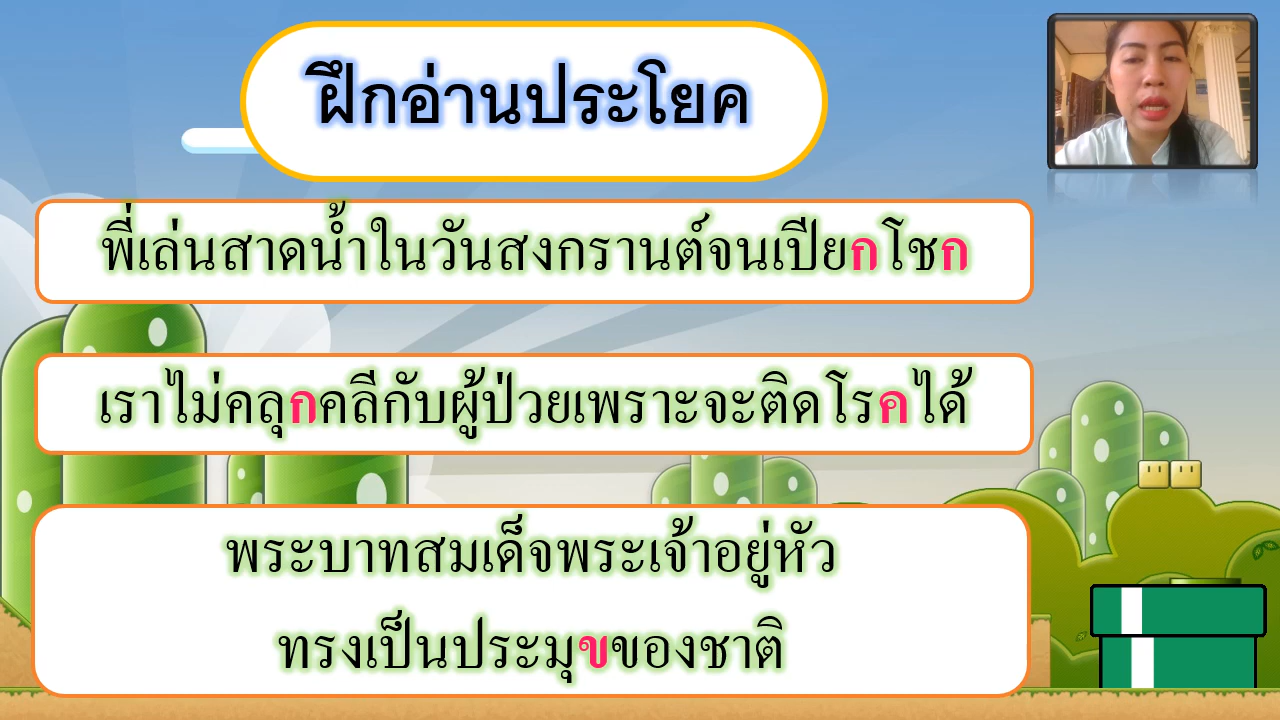 ฝึกอ่านประโยค
พี่เล่นสาดน้ำในวันสงกรานต์จนเปียกโชก
เราไม่คลุกคลีกับผู้ป่วยเพราะจะติดโรคได้
พระบาทสมเด็จพระเจ้าอยู่หัว
ทรงเป็นประมุขของชาติ